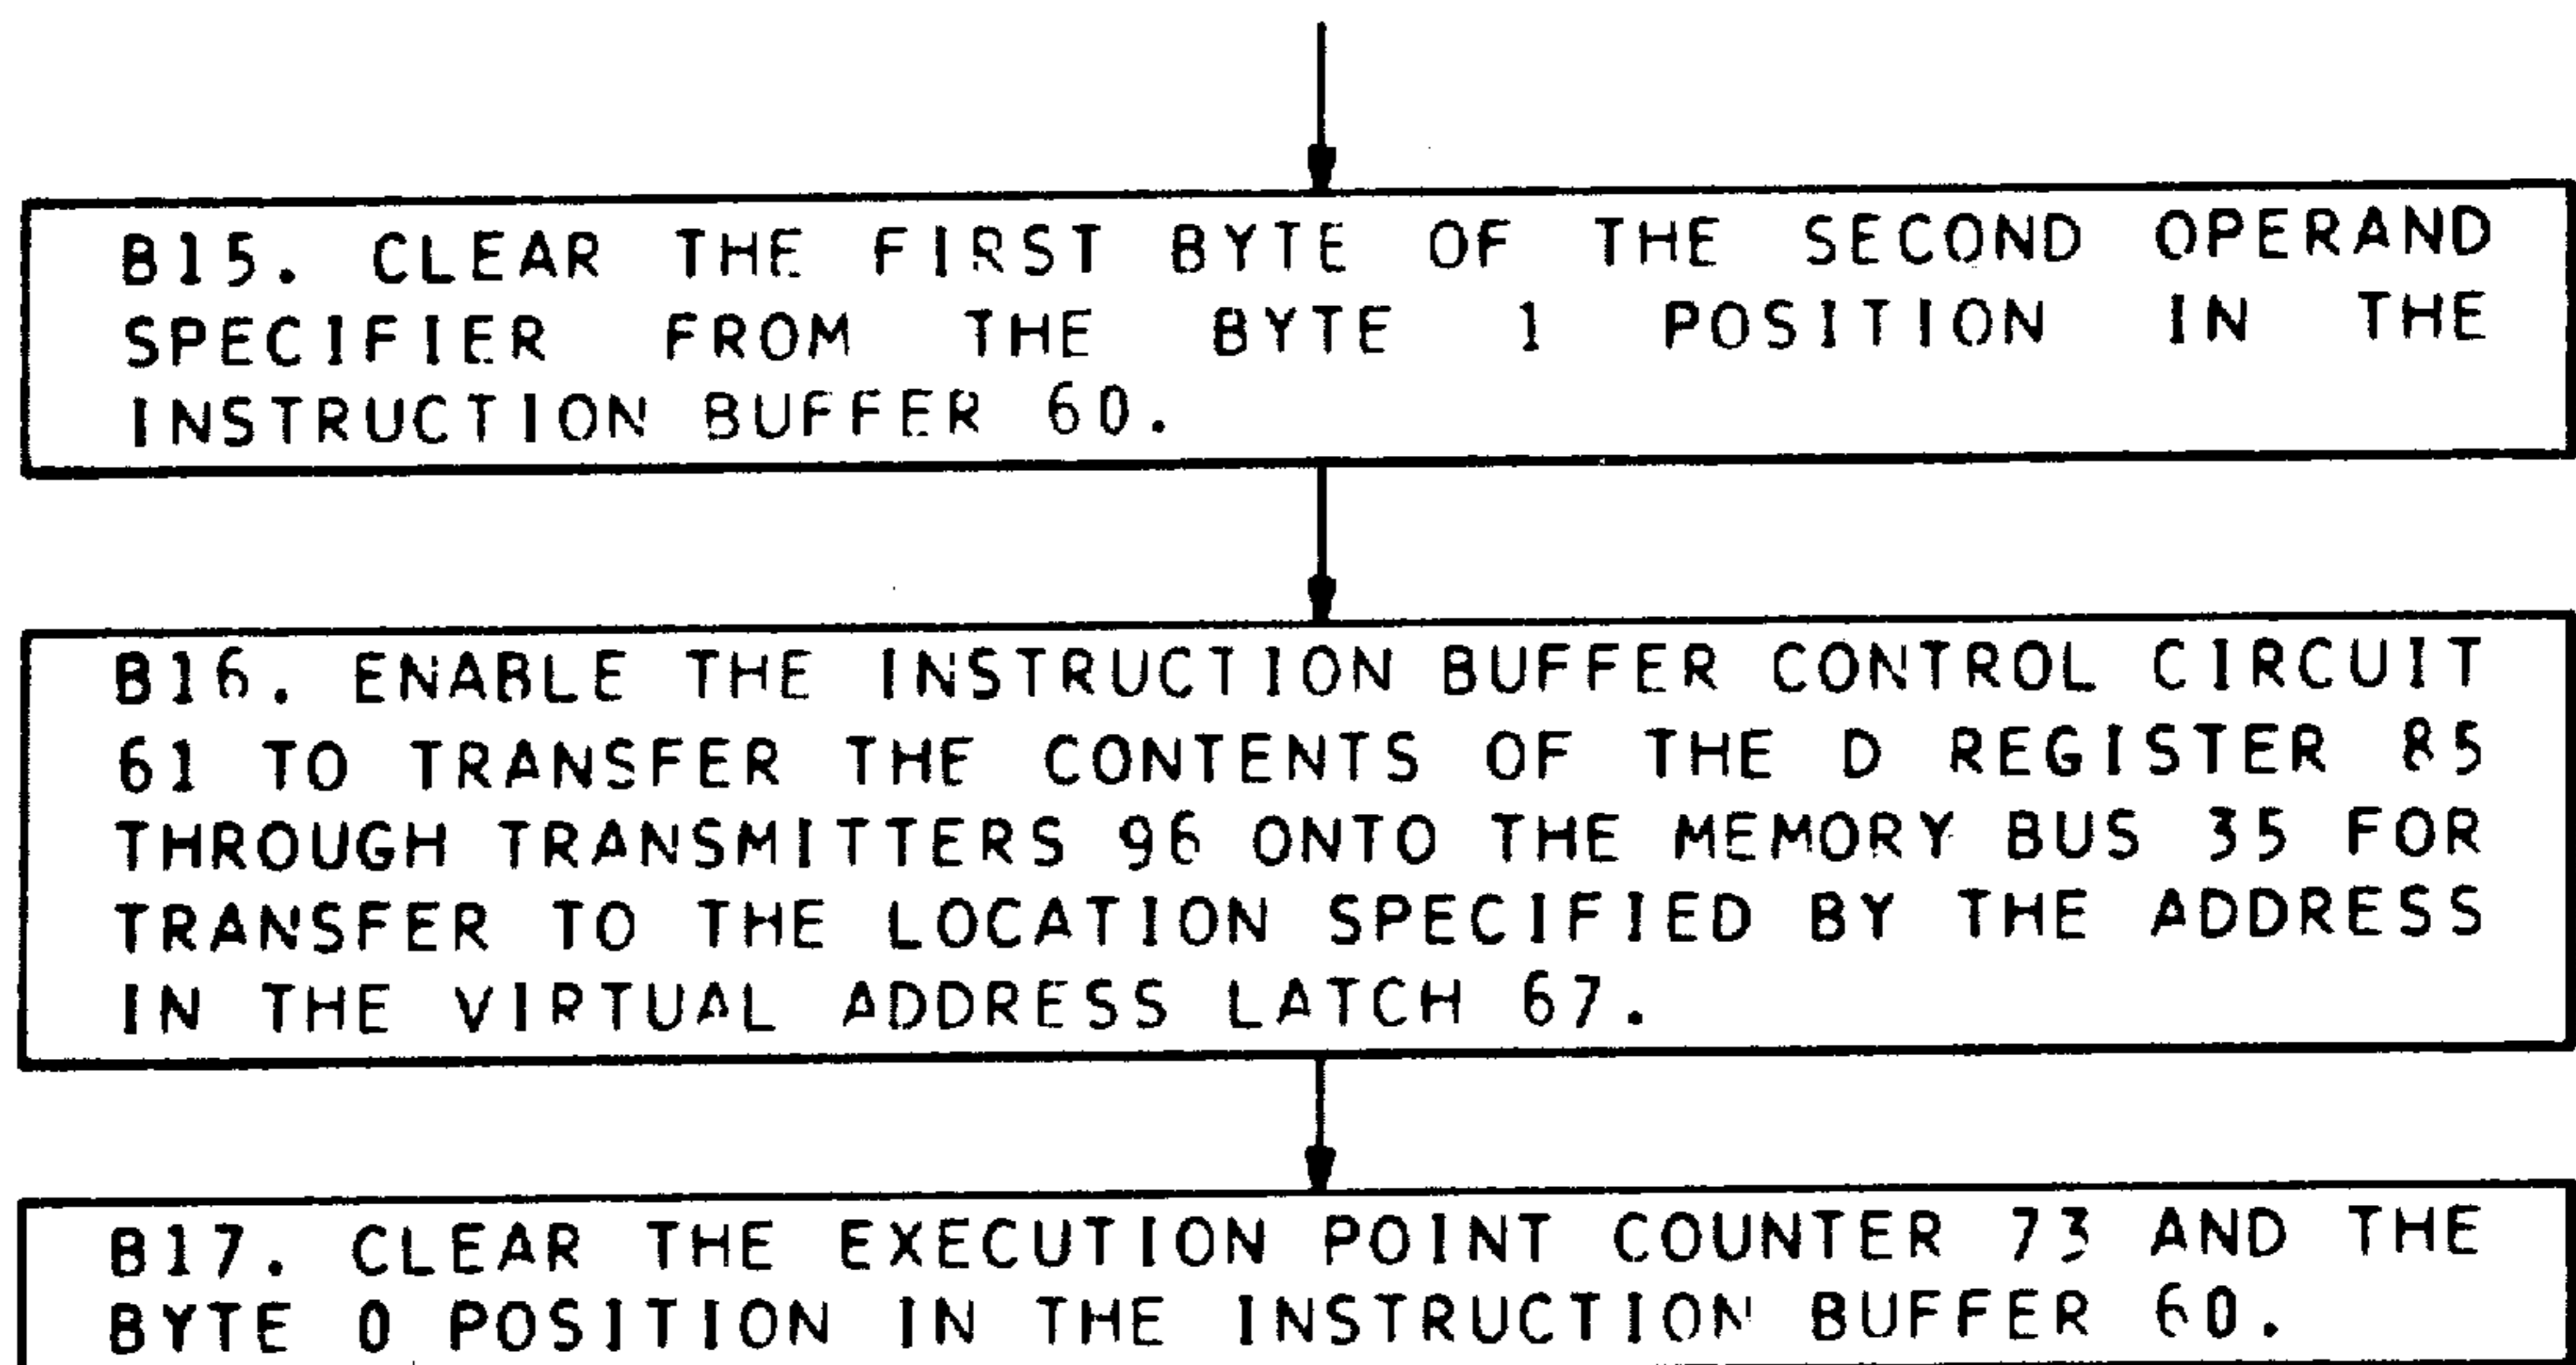 B15. CLEAR THE FIRST BYTE OF THE SECOND OPERAND
SPECIFIER FROM THE BYTE 1 POSITION IN THE
INSTRUCTION BUFFER 60.
B16. ENABLE THE INSTRUCTION BUFFER CONTROL CIRCUIT
61 TO TRANSFER THE CONTENTS OF THE D REGISTER 85
THROUGH TRANSMITTERS 96 ONTO THE MEMORY BUS 35 FOR
TRANSFER TO THE LOCATION SPECIFIED BY THE ADDRESS
IN THE VIRTUAL ADDRESS LATCH 67.
B17. CLEAR THE EXECUTION POINT COUNTER 73 AND THE
BYTE 0 POSITION IN THE INSTRUCTION BUFFER 60.